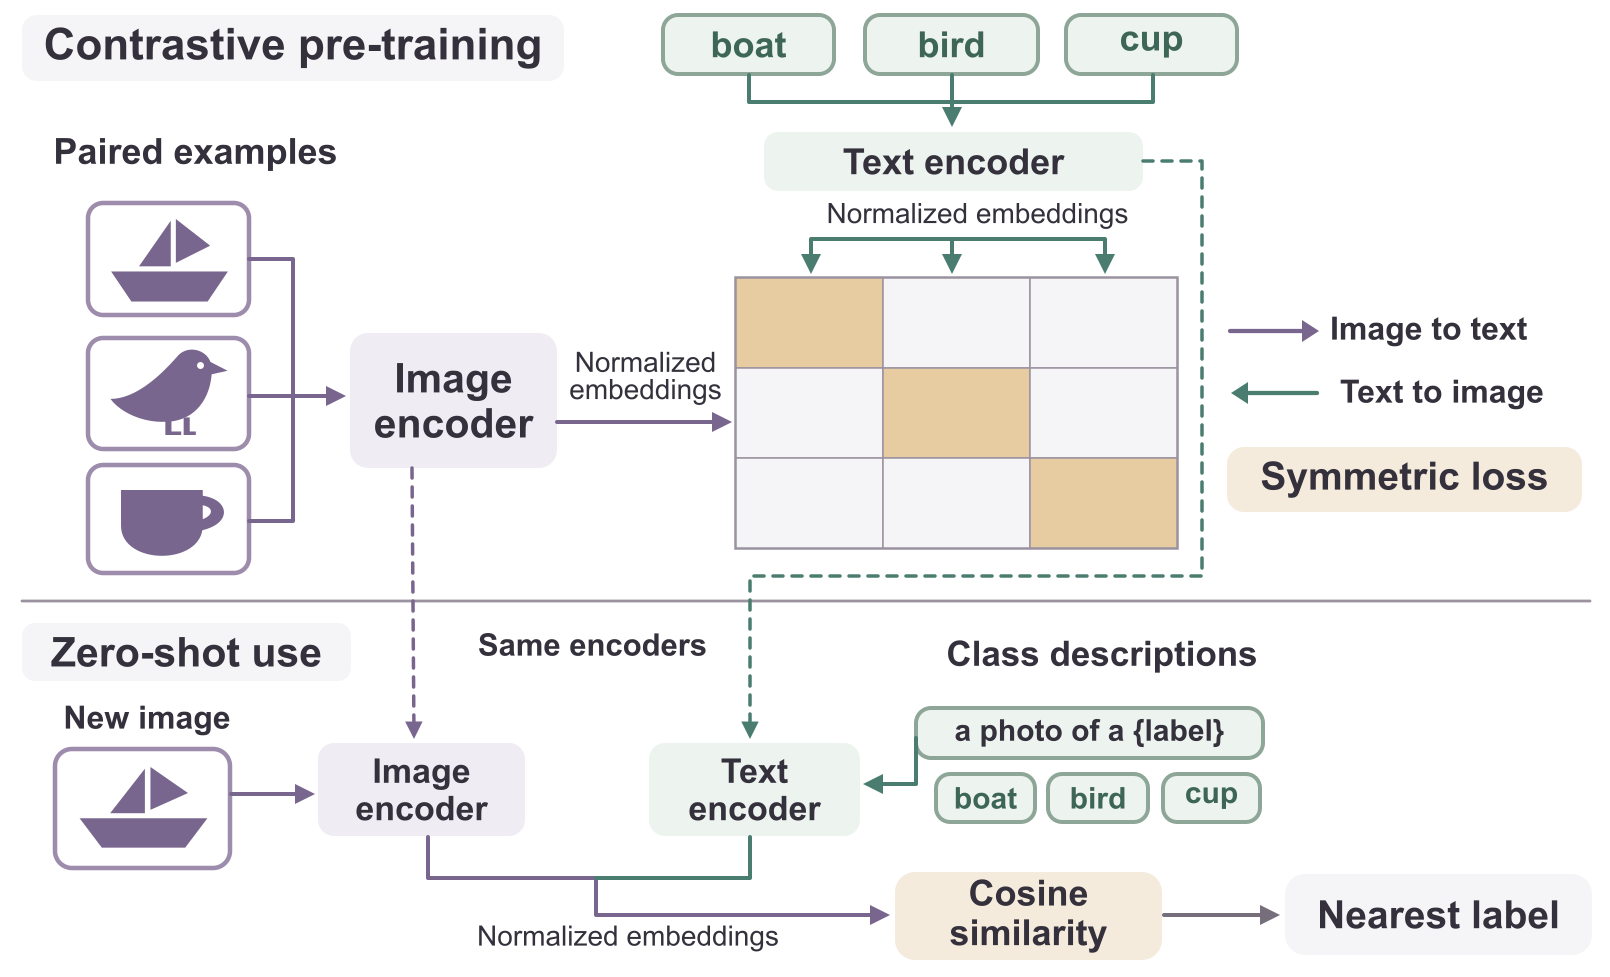 Contrastive pre-training
boat
bird
cup
Paired examples
Text encoder
Normalized embeddings
Image
encoder
Normalized
embeddings
Image to text
Text to image
Symmetric loss
Zero-shot use
Same encoders
Class descriptions
New image
a photo of a {label}
Image
encoder
Text
encoder
boat
bird
cup
Normalized embeddings
Cosine
similarity
Nearest label